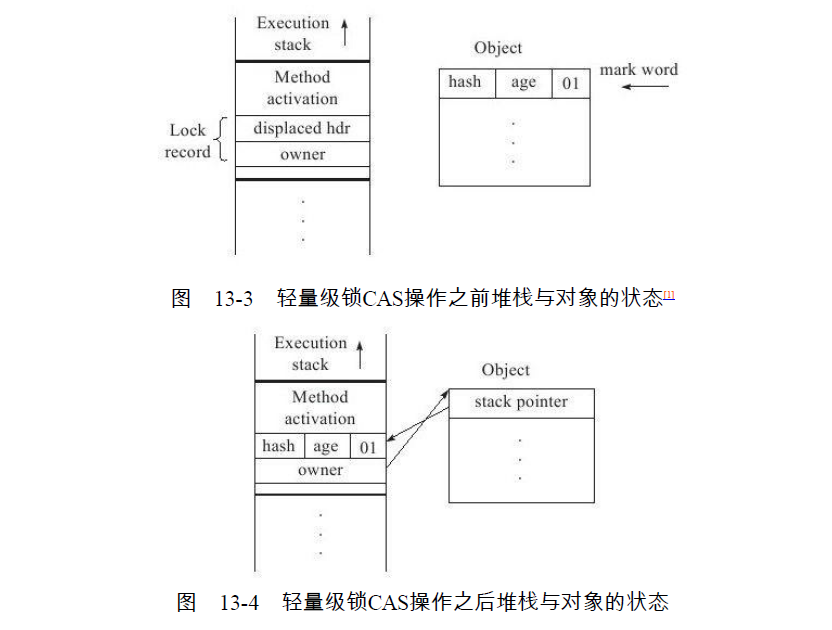 Execution
stack
Method
activation
Lock
record
displaced hdr
owner
.
.
.
Object
hash age 01
mark word
.
.
.
图 13-3 轻量级锁CAS操作之前堆栈与对象的状态[1]
Execution
stack
Method
activation
hash age 01
owner
.
.
.
Object
stack pointer
.
.
.
图 13-4 轻量级锁CAS操作之后堆栈与对象的状态